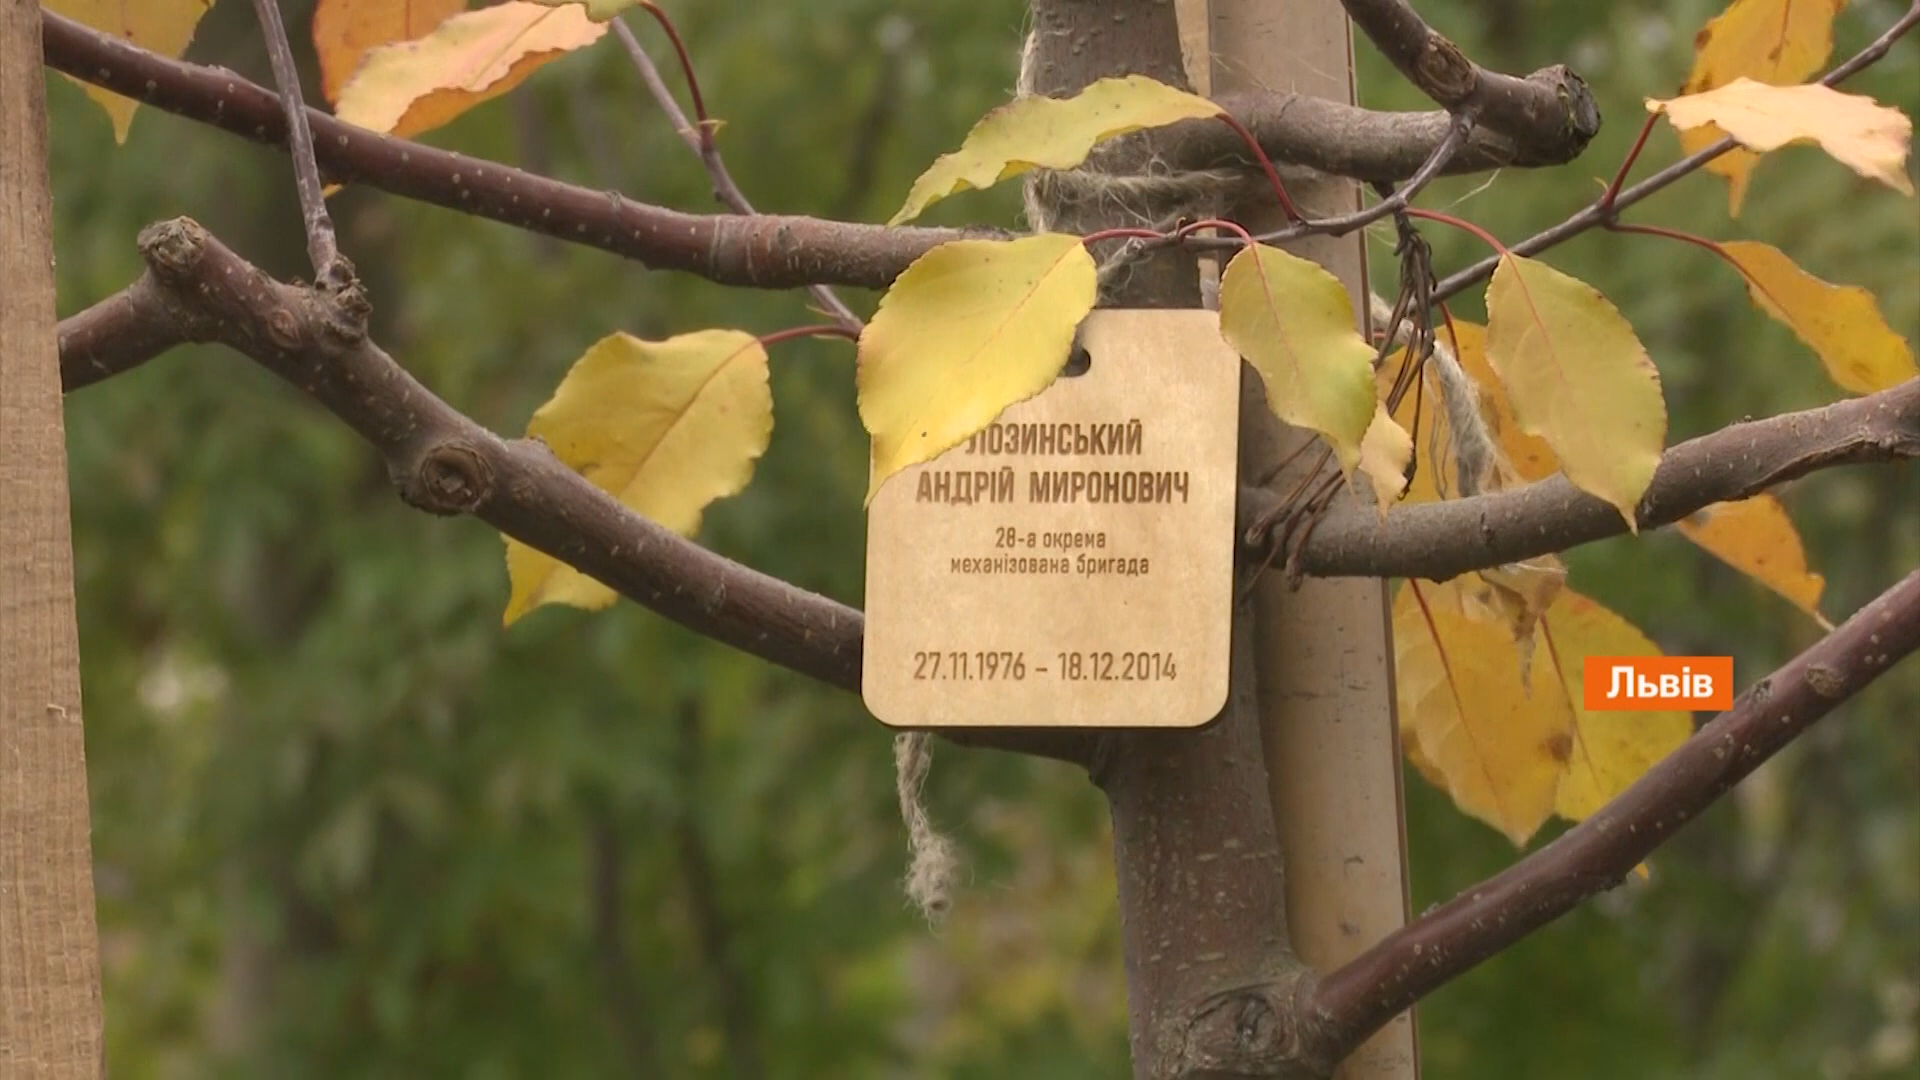 ЛОЗИНСЬКИЙ
АНДРІЙ МИРОНОВИЧ
28-а окрема
механізована бригада
27.11.1976 – 18.12.2014
Львів